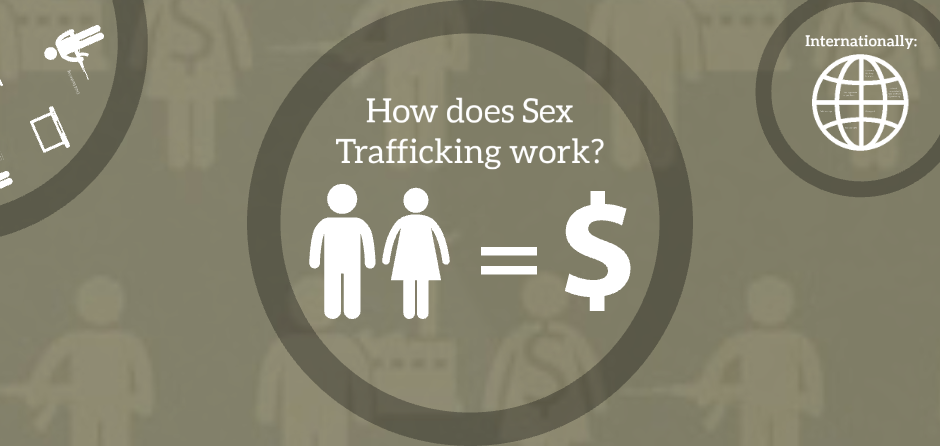 Internationally:
How does Sex
Trafficking work?
= $